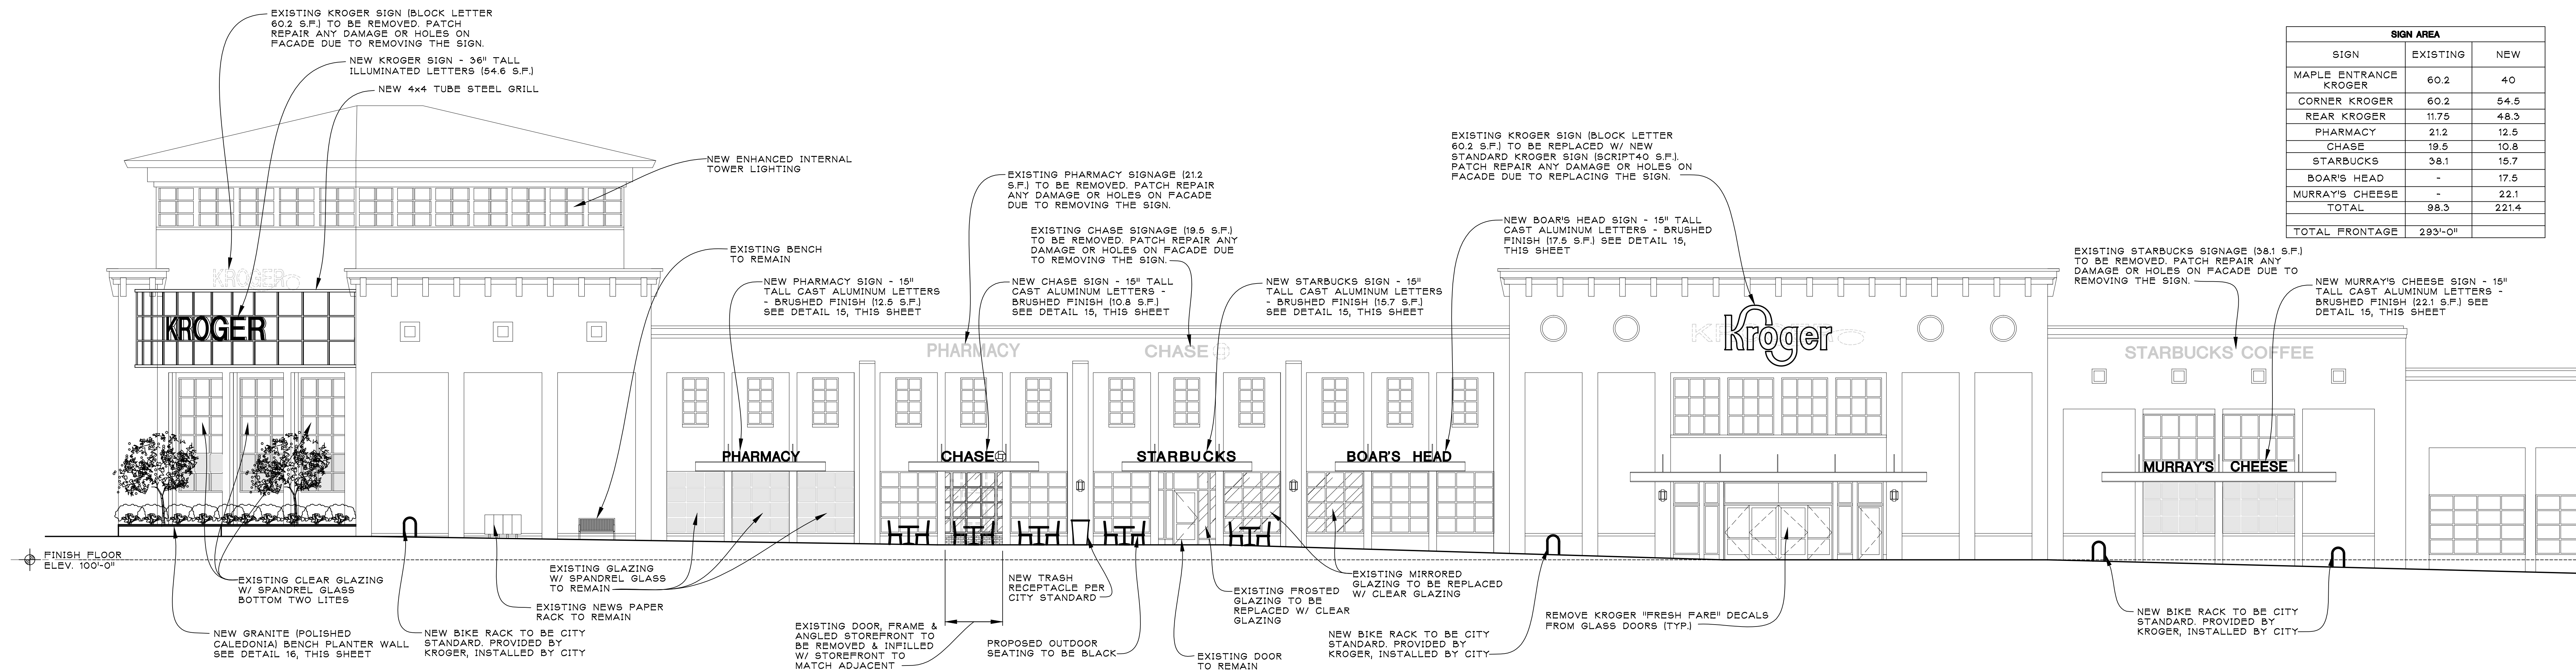 EXISTING KROGER SIGN (BLOCK LETTER
60.2 S.F.) TO BE REMOVED. PATCH
REPAIR ANY DAMAGE OR HOLES ON
FACADE DUE TO REMOVING THE SIGN.
NEW KROGER SIGN - 36" TALL
ILLUMINATED LETTERS (54.6 S.F.)
NEW 4x4 TUBE STEEL GRILL
NEW ENHANCED INTERNAL
TOWER LIGHTING
EXISTING BENCH
TO REMAIN
NEW PHARMACY SIGN - 15"
TALL CAST ALUMINUM LETTERS
- BRUSHED FINISH (12.5 S.F.)
SEE DETAIL 15, THIS SHEET
EXISTING PHARMACY SIGNAGE (21.2
S.F.) TO BE REMOVED. PATCH REPAIR
ANY DAMAGE OR HOLES ON FACADE
DUE TO REMOVING THE SIGN.
EXISTING CHASE SIGNAGE (19.5 S.F.)
TO BE REMOVED. PATCH REPAIR ANY
DAMAGE OR HOLES ON FACADE DUE
TO REMOVING THE SIGN.
NEW CHASE SIGN - 15" TALL
CAST ALUMINUM LETTERS -
BRUSHED FINISH (10.8 S.F.)
SEE DETAIL 15, THIS SHEET
NEW STARBUCKS SIGN - 15"
TALL CAST ALUMINUM LETTERS
- BRUSHED FINISH (15.7 S.F.)
SEE DETAIL 15, THIS SHEET
EXISTING KROGER SIGN (BLOCK LETTER
60.2 S.F.) TO BE REPLACED W/ NEW
STANDARD KROGER SIGN (SCRIPT40 S.F.).
PATCH REPAIR ANY DAMAGE OR HOLES ON
FACADE DUE TO REPLACING THE SIGN.
NEW BOAR'S HEAD SIGN - 15" TALL
CAST ALUMINUM LETTERS - BRUSHED
FINISH (17.5 S.F.) SEE DETAIL 15,
THIS SHEET
EXISTING STARBUCKS SIGNAGE (38.1 S.F.)
TO BE REMOVED. PATCH REPAIR ANY
DAMAGE OR HOLES ON FACADE DUE TO
REMOVING THE SIGN.
NEW MURRAY'S CHEESE SIGN - 15"
TALL CAST ALUMINUM LETTERS -
BRUSHED FINISH (22.1 S.F.) SEE
DETAIL 15, THIS SHEET
SIGN AREA
SIGN EXISTING NEW
MAPLE ENTRANCE
KROGER 60.2 40
CORNER KROGER 60.2 54.5
REAR KROGER 11.75 48.3
PHARMACY 21.2 12.5
CHASE 19.5 10.8
STARBUCKS 38.1 15.7
BOAR'S HEAD - 17.5
MURRAY'S CHEESE - 22.1
TOTAL 98.3 221.4
TOTAL FRONTAGE 293'-0"
KROGER
KROGER
PHARMACY
CHASE
Kroger
STARBUCKS COFFEE
PHARMACY
CHASE
STARBUCKS
BOAR'S HEAD
MURRAY'S CHEESE
FINISH FLOOR
ELEV. 100'-0"
EXISTING CLEAR GLAZING
W/ SPANDREL GLASS
BOTTOM TWO LITES
NEW GRANITE (POLISHED
CALEDONIA) BENCH PLANTER WALL
SEE DETAIL 16, THIS SHEET
NEW BIKE RACK TO BE CITY
STANDARD. PROVIDED BY
KROGER, INSTALLED BY CITY
EXISTING NEWS PAPER
RACK TO REMAIN
EXISTING GLAZING
W/ SPANDREL GLASS
TO REMAIN
EXISTING DOOR, FRAME &
ANGLED STOREFRONT TO
BE REMOVED & INFILLED
W/ STOREFRONT TO
MATCH ADJACENT
NEW TRASH
RECEPTACLE PER
CITY STANDARD
PROPOSED OUTDOOR
SEATING TO BE BLACK
EXISTING DOOR
TO REMAIN
EXISTING FROSTED
GLAZING TO BE
REPLACED W/ CLEAR
GLAZING
EXISTING MIRRORED
GLAZING TO BE REPLACED
W/ CLEAR GLAZING
NEW BIKE RACK TO BE CITY
STANDARD. PROVIDED BY
KROGER, INSTALLED BY CITY
REMOVE KROGER "FRESH FARE" DECALS
FROM GLASS DOORS (TYP.)
NEW BIKE RACK TO BE CITY
STANDARD. PROVIDED BY
KROGER, INSTALLED BY CITY